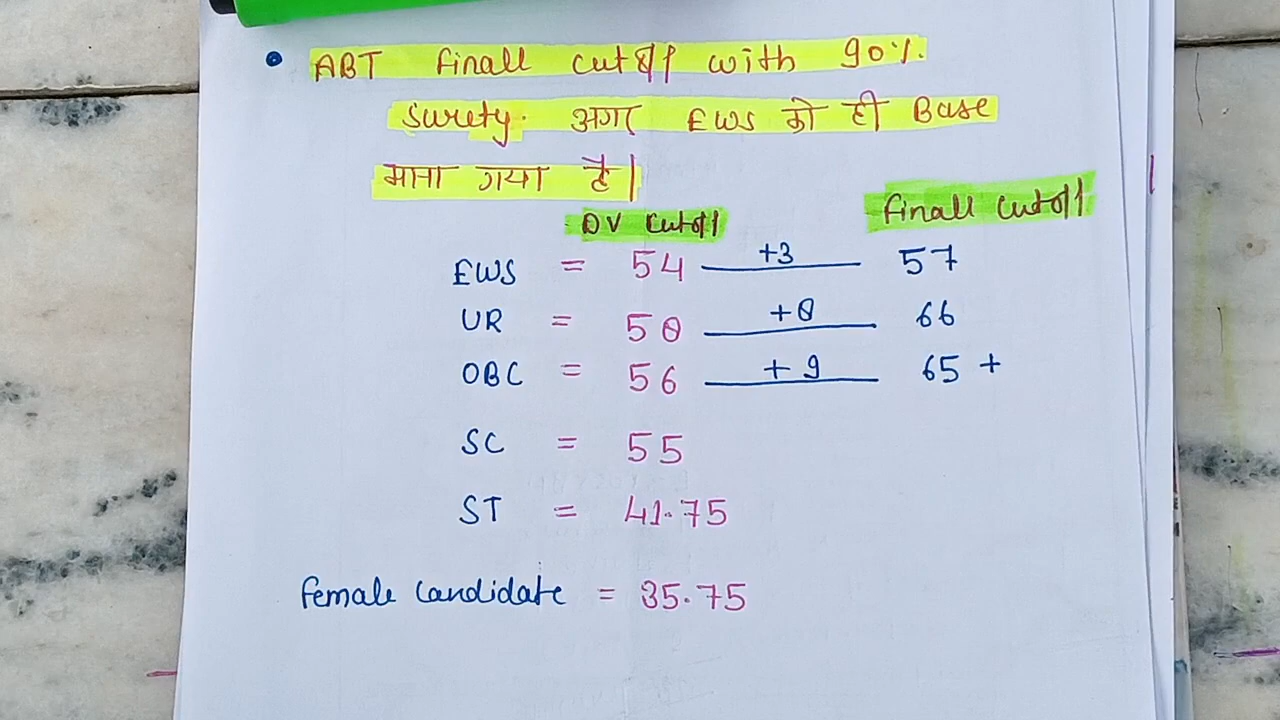 • ABT finall cutoff with 90%.
surety. अगर EWS को ही Base
माना गया है।
DV Cutoff finall cutoff
EWS = 54 +3 57
UR = 58 +8 66
OBC = 56 +9 65 +
SC = 55
ST = 41.75
female candidate = 35.75